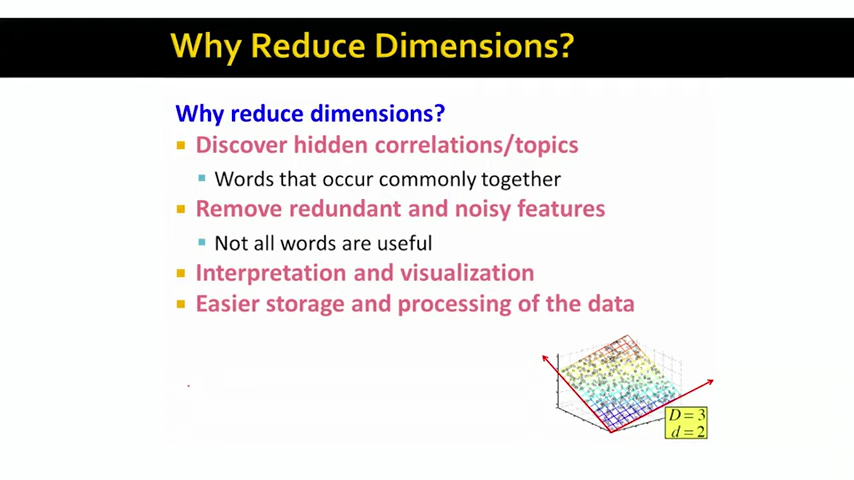 Why Reduce Dimensions?
Why reduce dimensions?
Discover hidden correlations/topics
Words that occur commonly together
Remove redundant and noisy features
Not all words are useful
Interpretation and visualization
Easier storage and processing of the data
D = 3
d = 2